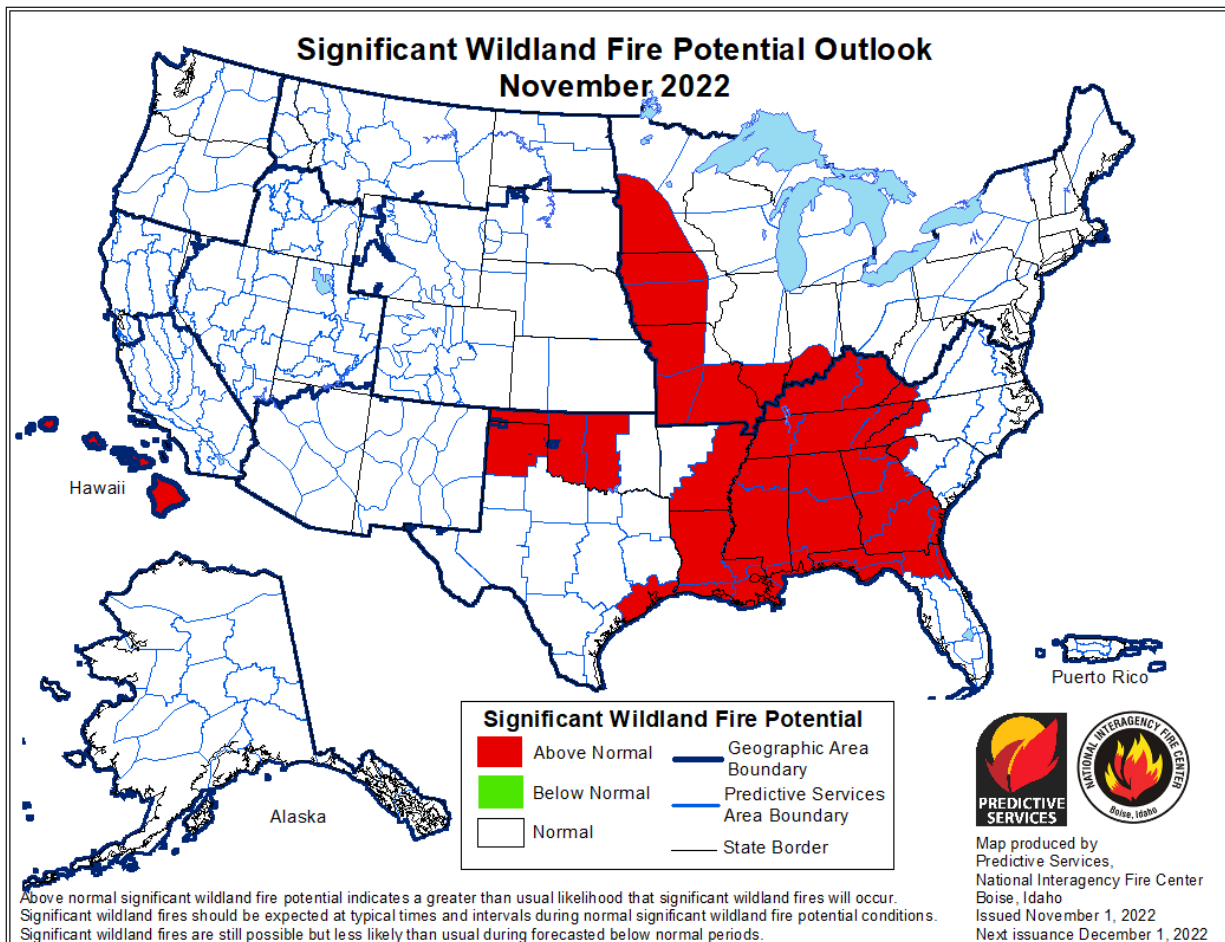 Significant Wildland Fire Potential Outlook
November 2022
Hawaii
Alaska
Puerto Rico
Significant Wildland Fire Potential
Above Normal
Below Normal
Normal
Geographic Area
Boundary
Predictive Services
Area Boundary
State Border
PREDICTIVE
SERVICES
NATIONAL INTERAGENCY FIRE CENTER
Boise, Idaho
Map produced by
Predictive Services,
National Interagency Fire Center
Boise, Idaho
Issued November 1, 2022
Next issuance December 1, 2022
Above normal significant wildland fire potential indicates a greater than usual likelihood that significant wildland fires will occur.
Significant wildland fires should be expected at typical times and intervals during normal significant wildland fire potential conditions.
Significant wildland fires are still possible but less likely than usual during forecasted below normal periods.